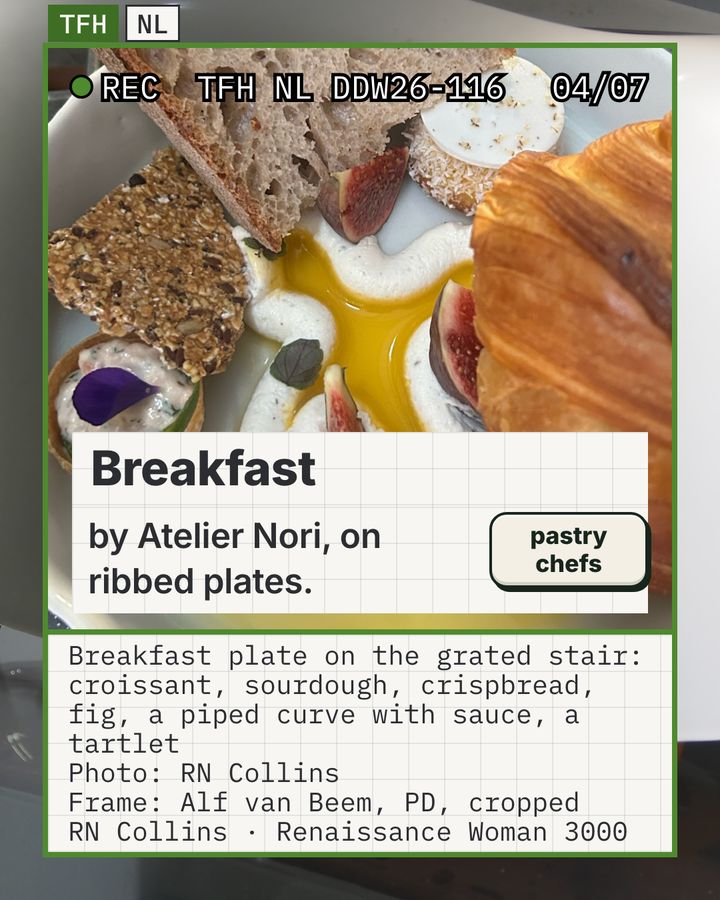 TFH NL
REC TFH NL DDW26-116 04/07
Breakfast
by Atelier Nori, on
ribbed plates.
pastry
chefs
Breakfast plate on the grated stair:
croissant, sourdough, crispbread,
fig, a piped curve with sauce, a
tartlet
Photo: RN Collins
Frame: Alf van Beem, PD, cropped
RN Collins · Renaissance Woman 3000